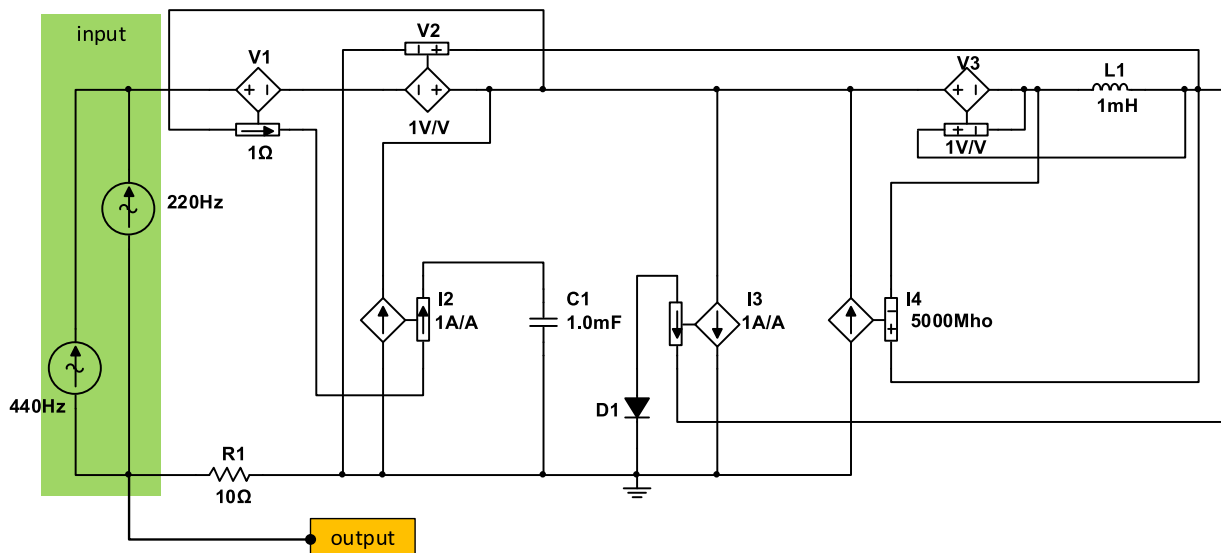 input
V1
V2
V3
L1
1mH
1V/V
1Ω
1V/V
220Hz
I2
1A/A
C1
1.0mF
I3
1A/A
I4
5000Mho
440Hz
D1
R1
10Ω
output